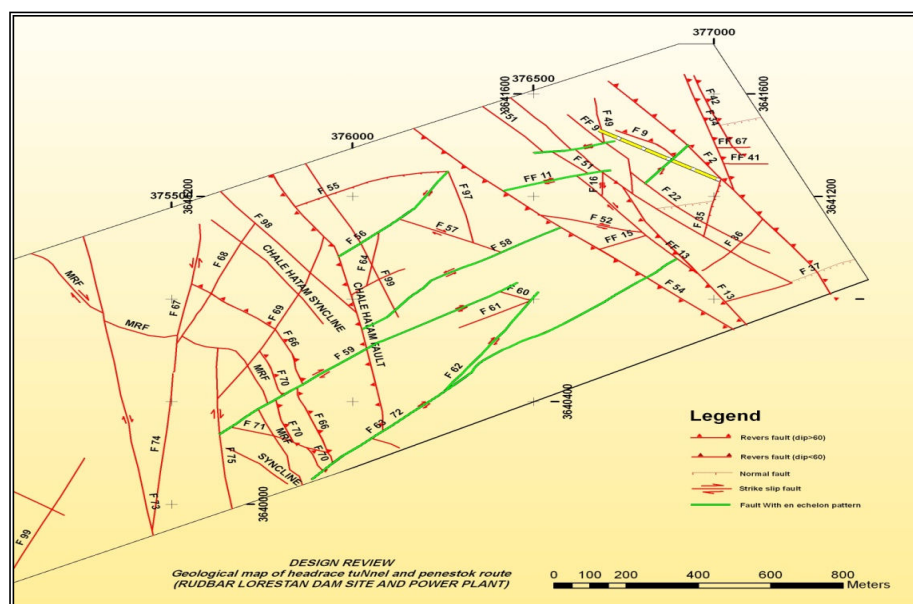 377000
376500
3641600
3641600
376000
375500
3640200
3641200
3640400
3640000
F 42
F 34
FF 67
FF 41
F 2
F 9
FF 9
F 49
F 51
F 51
F 16
FF 11
F 22
F 35
F 36
F 37
F 52
FF 15
FF 13
F 13
F 54
F 55
F 97
F 56
F 57
F 58
F 64
F 99
F 98
F 68
F 67
CHALE HATAM SYNCLINE
CHALE HATAM FAULT
MRF
MRF
F 69
F 66
F 60
F 61
F 59
F 62
MRF
F 70
F 66
F 71
F 70
MRF
F 70
F 63
72
F 74
F 75
F 73
SYNCLINE
F 99
I
Legend
Revers fault (dip>60)
Revers fault (dip<60)
Normal fault
Strike slip fault
Fault With en echelon pattern
DESIGN REVIEW
Geological map of headrace tuNnel and penestok route
(RUDBAR LORESTAN DAM SITE AND POWER PLANT)
0 200 400 600 800
Meters